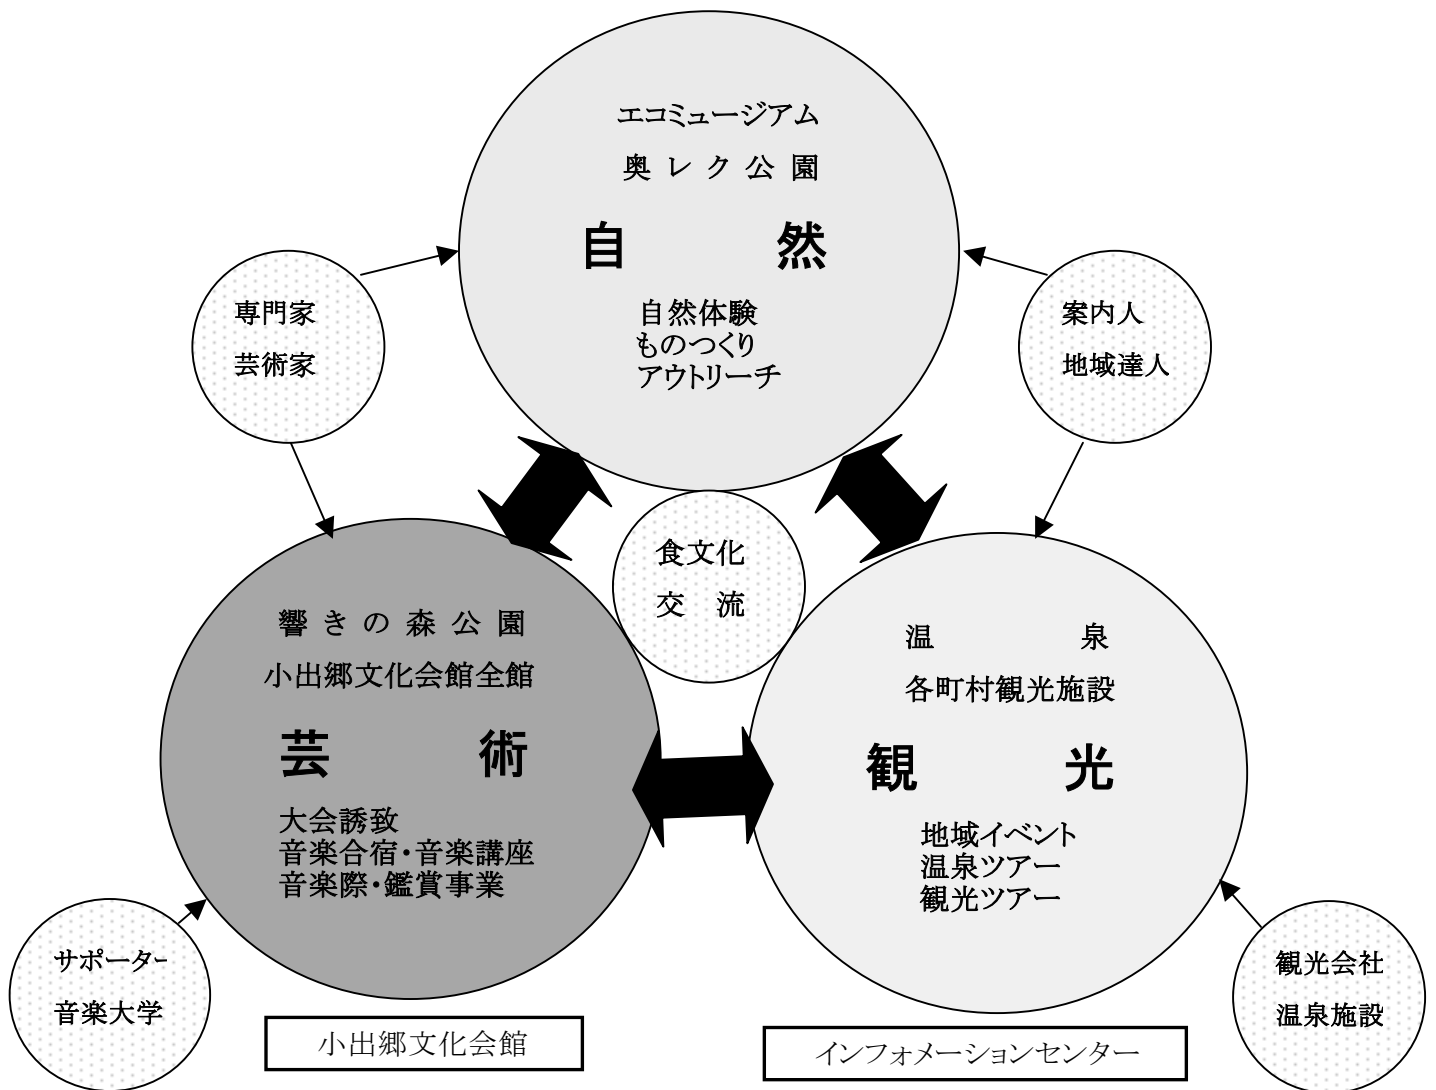 エコミュージアム
奥レク公園
自然
自然体験
ものつくり
アウトリーチ
専門家
芸術家
案内人
地域達人
食文化
交流
響きの森公園
小出郷文化会館全館
芸術
大会誘致
音楽合宿・音楽講座
音楽際・鑑賞事業
温泉
各町村観光施設
観光
地域イベント
温泉ツアー
観光ツアー
サポーター
音楽大学
観光会社
温泉施設
小出郷文化会館
インフォメーションセンター